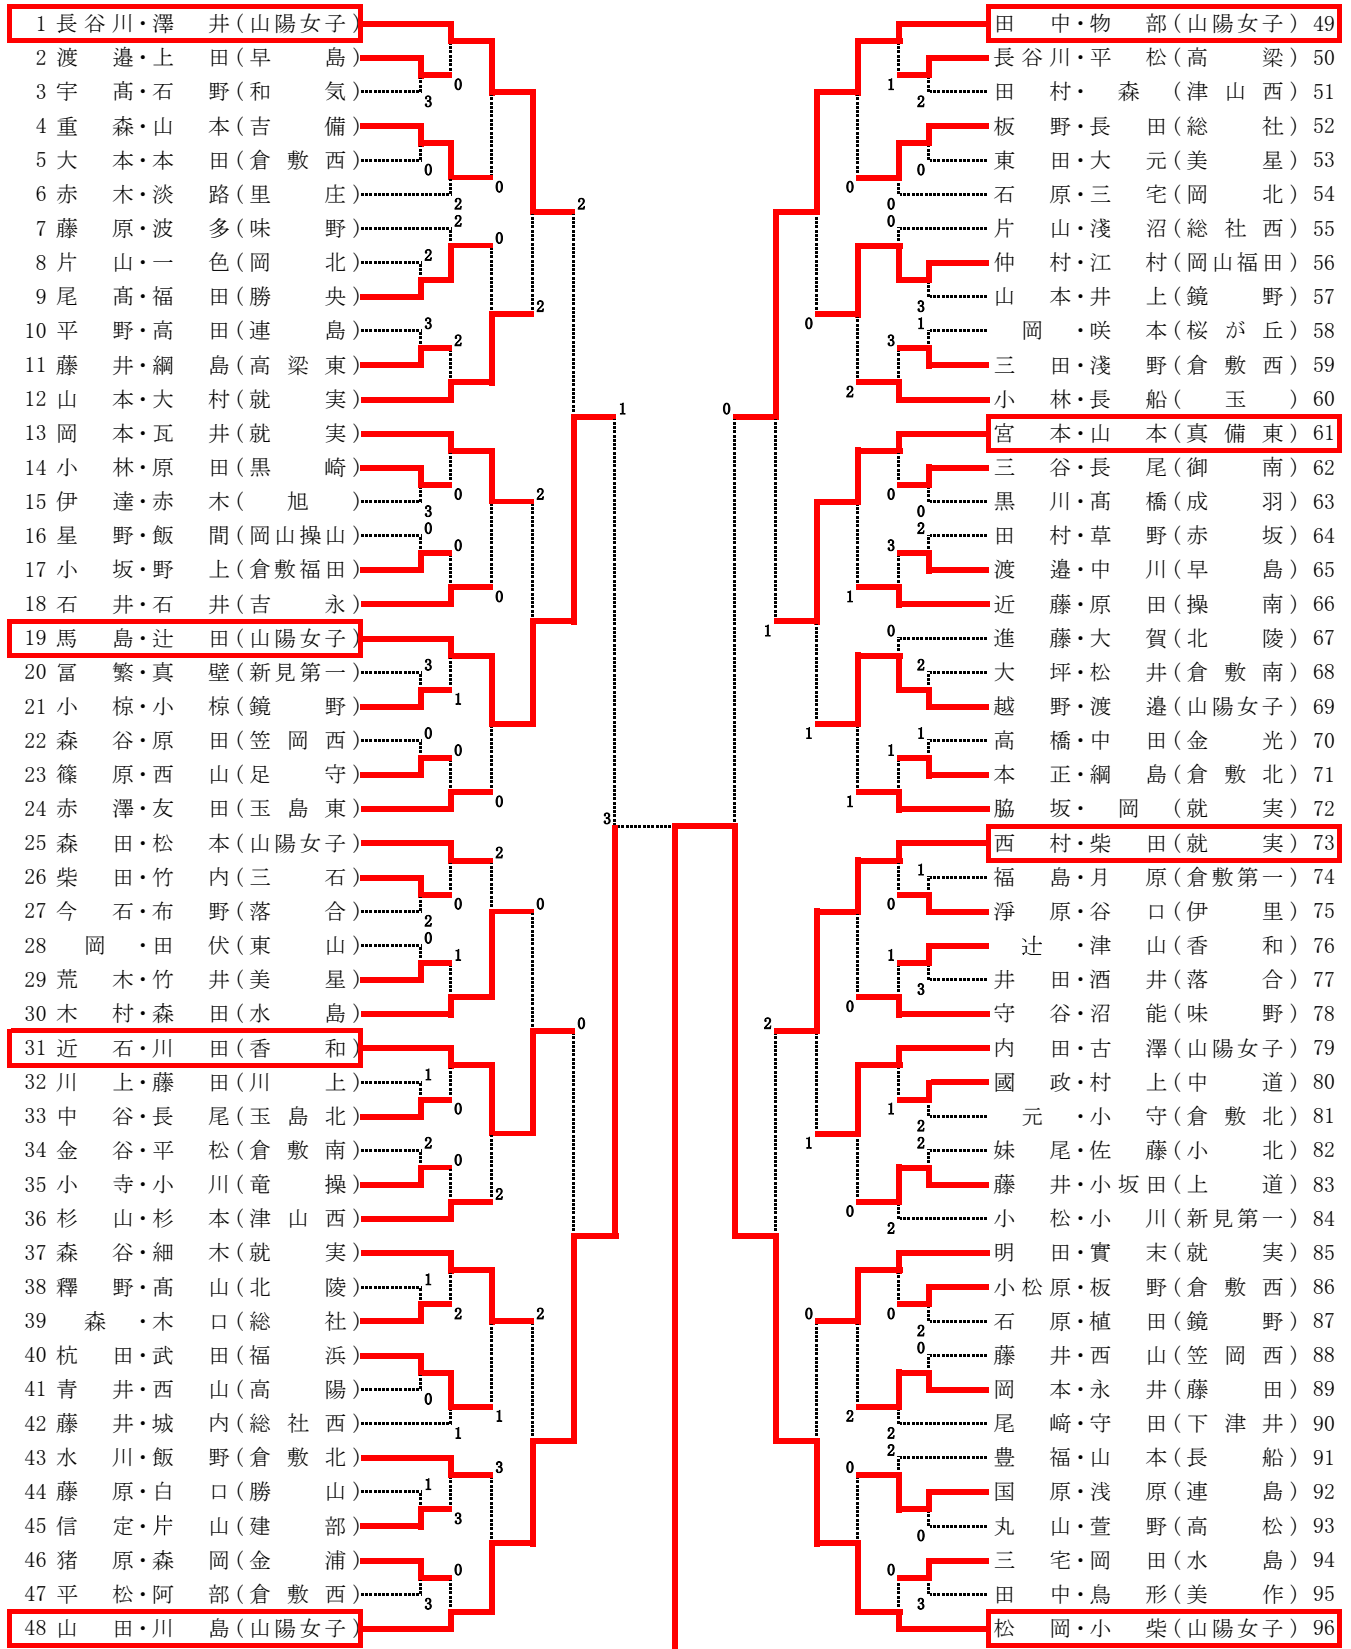 1 長谷川・澤井(山陽女子)
2 渡邉・上田(早島)
3 宇髙・石野(和気)
4 重森・山本(吉備)
5 大本・本田(倉敷西)
6 赤木・淡路(里庄)
7 藤原・波多(味野)
8 片山・一色(岡北)
9 尾髙・福田(勝央)
10 平野・高田(連島)
11 藤井・綱島(高梁東)
12 山本・大村(就実)
13 岡本・瓦井(就実)
14 小林・原田(黒崎)
15 伊達・赤木(旭)
16 星野・飯間(岡山操山)
17 小坂・野上(倉敷福田)
18 石井・石井(吉永)
19 馬島・辻田(山陽女子)
20 冨繁・真壁(新見第一)
21 小椋・小椋(鏡野)
22 森谷・原田(笠岡西)
23 篠原・西山(足守)
24 赤澤・友田(玉島東)
25 森田・松本(山陽女子)
26 柴田・竹内(三石)
27 今石・布野(落合)
28 岡・田伏(東山)
29 荒木・竹井(美星)
30 木村・森田(水島)
31 近石・川田(香和)
32 川上・藤田(川上)
33 中谷・長尾(玉島北)
34 金谷・平松(倉敷南)
35 小寺・小川(竜操)
36 杉山・杉本(津山西)
37 森谷・細木(就実)
38 釋野・髙山(北陵)
39 森・木口(総社)
40 杭田・武田(福浜)
41 青井・西山(高陽)
42 藤井・城内(総社西)
43 水川・飯野(倉敷北)
44 藤原・白口(勝山)
45 信定・片山(建部)
46 猪原・森岡(金浦)
47 平松・阿部(倉敷西)
48 山田・川島(山陽女子)
田中・物部(山陽女子) 49
長谷川・平松(高梁) 50
田村・森(津山西) 51
板野・長田(総社) 52
東田・大元(美星) 53
石原・三宅(岡北) 54
片山・淺沼(総社西) 55
仲村・江村(岡山福田) 56
山本・井上(鏡野) 57
岡・咲本(桜が丘) 58
三田・淺野(倉敷西) 59
小林・長船(玉) 60
宮本・山本(真備東) 61
三谷・長尾(御南) 62
黒川・髙橋(成羽) 63
田村・草野(赤坂) 64
渡邉・中川(早島) 65
近藤・原田(操南) 66
進藤・大賀(北陵) 67
大坪・松井(倉敷南) 68
越野・渡邉(山陽女子) 69
高橋・中田(金光) 70
本正・綱島(倉敷北) 71
脇坂・岡(就実) 72
西村・柴田(就実) 73
福島・月原(倉敷第一) 74
淨原・谷口(伊里) 75
辻・津山(香和) 76
井田・酒井(落合) 77
守谷・沼能(味野) 78
内田・古澤(山陽女子) 79
國政・村上(中道) 80
元・小守(倉敷北) 81
妹尾・佐藤(小北) 82
藤井・小坂田(上道) 83
小松・小川(新見第一) 84
明田・實末(就実) 85
小松原・板野(倉敷西) 86
石原・植田(鏡野) 87
藤井・西山(笠岡西) 88
岡本・永井(藤田) 89
尾﨑・守田(下津井) 90
豊福・山本(長船) 91
国原・浅原(連島) 92
丸山・萱野(高松) 93
三宅・岡田(水島) 94
田中・鳥形(美作) 95
松岡・小柴(山陽女子) 96